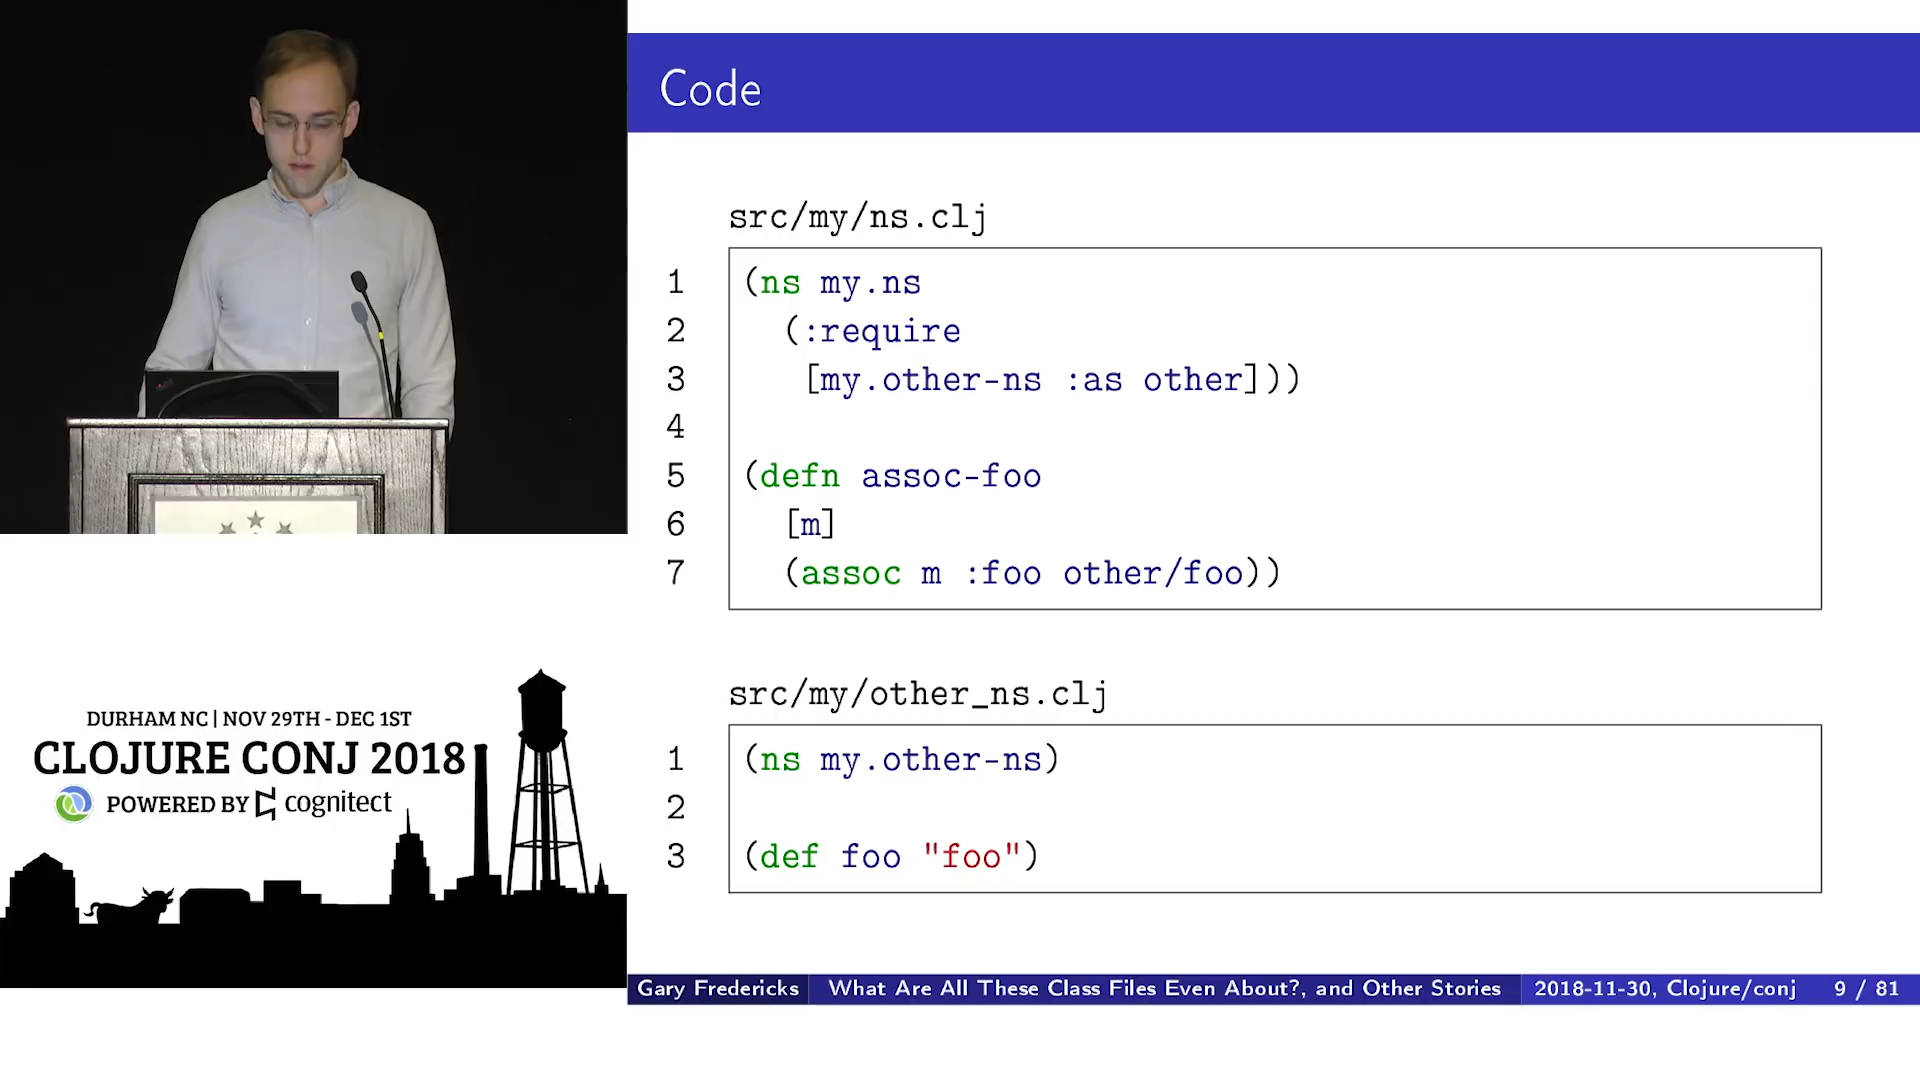 Code
src/my/ns.clj
1 (ns my.ns
2 (:require
3 [my.other-ns :as other]))
4
5 (defn assoc-foo
6 [m]
7 (assoc m :foo other/foo))
src/my/other_ns.clj
1 (ns my.other-ns)
2
3 (def foo "foo")
DURHAM NC | NOV 29TH - DEC 1ST
CLOJURE CONJ 2018
POWERED BY cognitect
Gary Fredericks What Are All These Class Files Even About?, and Other Stories 2018-11-30, Clojure/conj 9 / 81